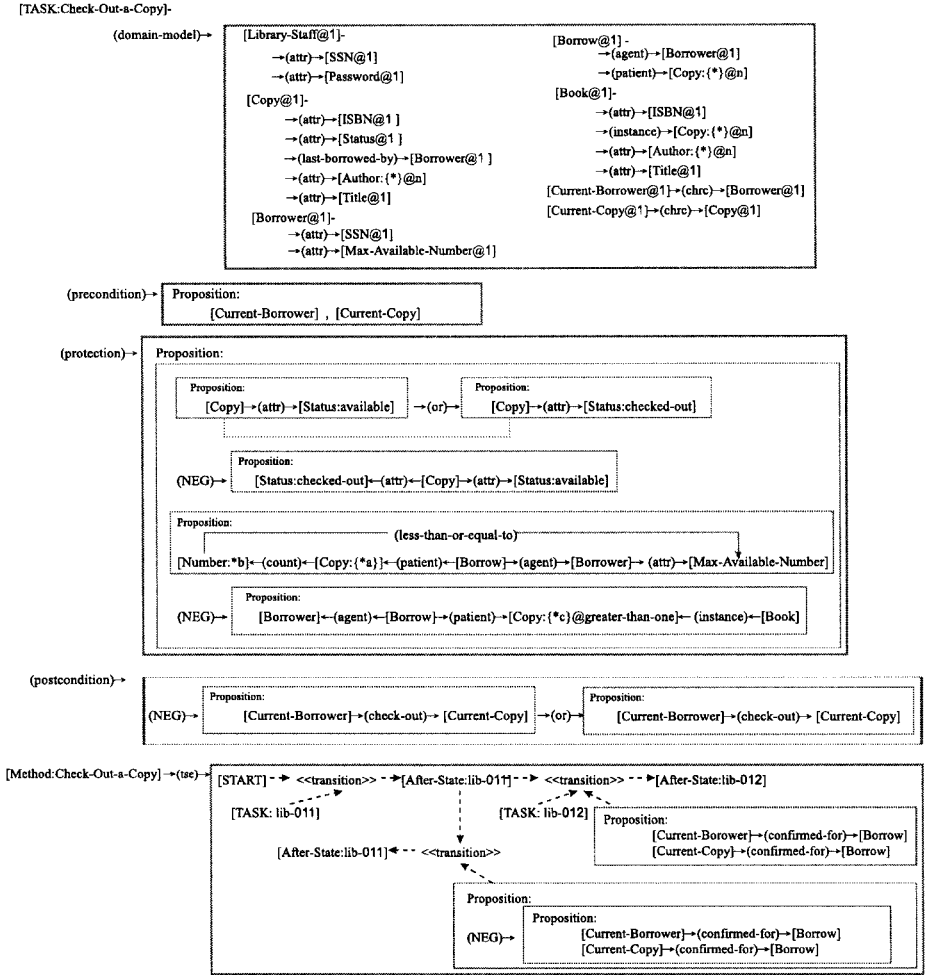 [TASK:Check-Out-a-Copy]-
(domain-model)→
[Library-Staff@1]-
→(attr)→[SSN@1]
→(attr)→[Password@1]
[Copy@1]-
→(attr)→[ISBN@1 ]
→(attr)→[Status@1 ]
→(last-borrowed-by)→[Borrower@1 ]
→(attr)→[Author:{*}@n]
→(attr)→[Title@1]
[Borrower@1]-
→(attr)→[SSN@1]
→(attr)→[Max-Available-Number@1]
[Borrow@1] -
→(agent)→[Borrower@1]
→(patient)→[Copy:{*}@n]
[Book@1]-
→(attr)→[ISBN@1]
→(instance)→[Copy:{*}@n]
→(attr)→[Author:{*}@n]
→(attr)→[Title@1]
[Current-Borrower@1]→(chrc)→[Borrower@1]
[Current-Copy@1]→(chrc)→[Copy@1]
(precondition)→
Proposition:
[Current-Borrower] , [Current-Copy]
(protection)→
Proposition:
Proposition:
[Copy]→(attr)→[Status:available]
→(or)→
Proposition:
[Copy]→(attr)→[Status:checked-out]
(NEG)→
Proposition:
[Status:checked-out]←(attr)←[Copy]→(attr)→[Status:available]
Proposition:
(less-than-or-equal-to)
[Number:*b]←(count)←[Copy:{*a}]←(patient)←[Borrow]→(agent)→[Borrower]→ (attr)→[Max-Available-Number]
(NEG)→
Proposition:
[Borrower]←(agent)←[Borrow]→(patient)→[Copy:{*c}@greater-than-one]← (instance)←[Book]
(postcondition)→
(NEG)→
Proposition:
[Current-Borrower]→(check-out)→ [Current-Copy]
→(or)→
Proposition:
[Current-Borrower]→(check-out)→ [Current-Copy]
[Method:Check-Out-a-Copy]→(tse)→
[START] ⇢ <<transition>> ⇢ [After-State:lib-011] ⇢ <<transition>> ⇢ [After-State:lib-012]
[TASK: lib-011]
[TASK: lib-012]
Proposition:
[Current-Borower]→(confirmed-for)→[Borrow]
[Current-Copy]→(confirmed-for)→[Borrow]
[After-State:lib-011] ⇠ <<transition>>
Proposition:
(NEG)→
Proposition:
[Current-Borrower]→(confirmed-for)→[Borrow]
[Current-Copy]→(confirmed-for)→[Borrow]